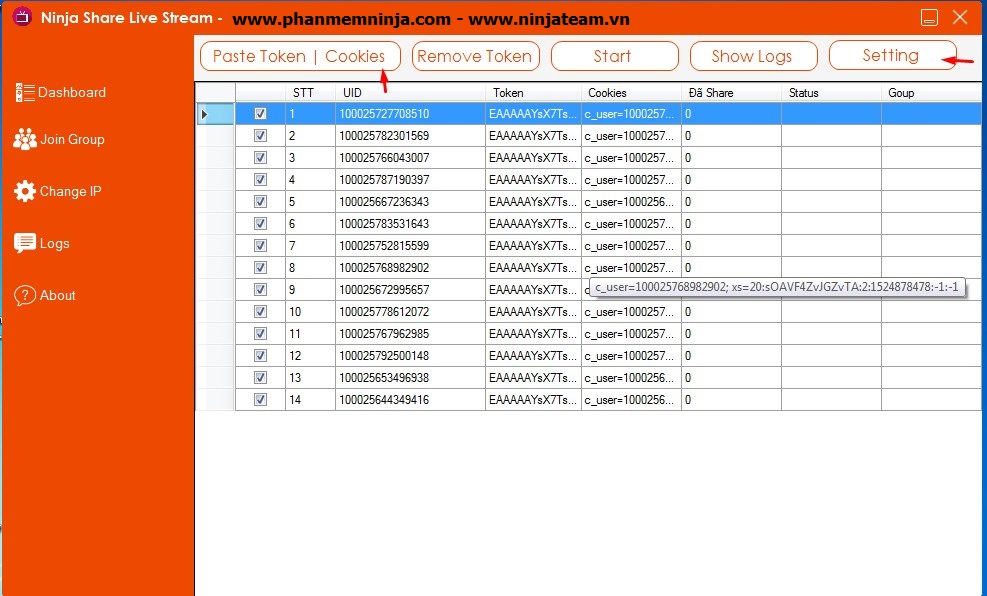 Ninja Share Live Stream - www.phanmemninja.com - www.ninjateam.vn
Paste Token | Cookies Remove Token Start Show Logs Setting
Dashboard
Join Group
Change IP
Logs
About
STT UID Token Cookies Đã Share Status Goup
1 100025727708510 EAAAAAYsX7Ts... c_user=1000257... 0
2 100025782301569 EAAAAAYsX7Ts... c_user=1000257... 0
3 100025766043007 EAAAAAYsX7Ts... c_user=1000257... 0
4 100025787190397 EAAAAAYsX7Ts... c_user=1000257... 0
5 100025667236343 EAAAAAYsX7Ts... c_user=1000256... 0
6 100025783531643 EAAAAAYsX7Ts... c_user=1000257... 0
7 100025752815599 EAAAAAYsX7Ts... c_user=1000257... 0
8 100025768982902 EAAAAAYsX7Ts... c_user=1000257... 0
9 100025672995657 EAAAAAYsX7Ts... c_user=100025768982902; xs=20:sOAVF4ZvJGZvTA:2:1524878478:-1:-1
10 100025778612072 EAAAAAYsX7Ts... c_user=1000257... 0
11 100025767962985 EAAAAAYsX7Ts... c_user=1000257... 0
12 100025792500148 EAAAAAYsX7Ts... c_user=1000257... 0
13 100025653496938 EAAAAAYsX7Ts... c_user=1000256... 0
14 100025644349416 EAAAAAYsX7Ts... c_user=1000256... 0